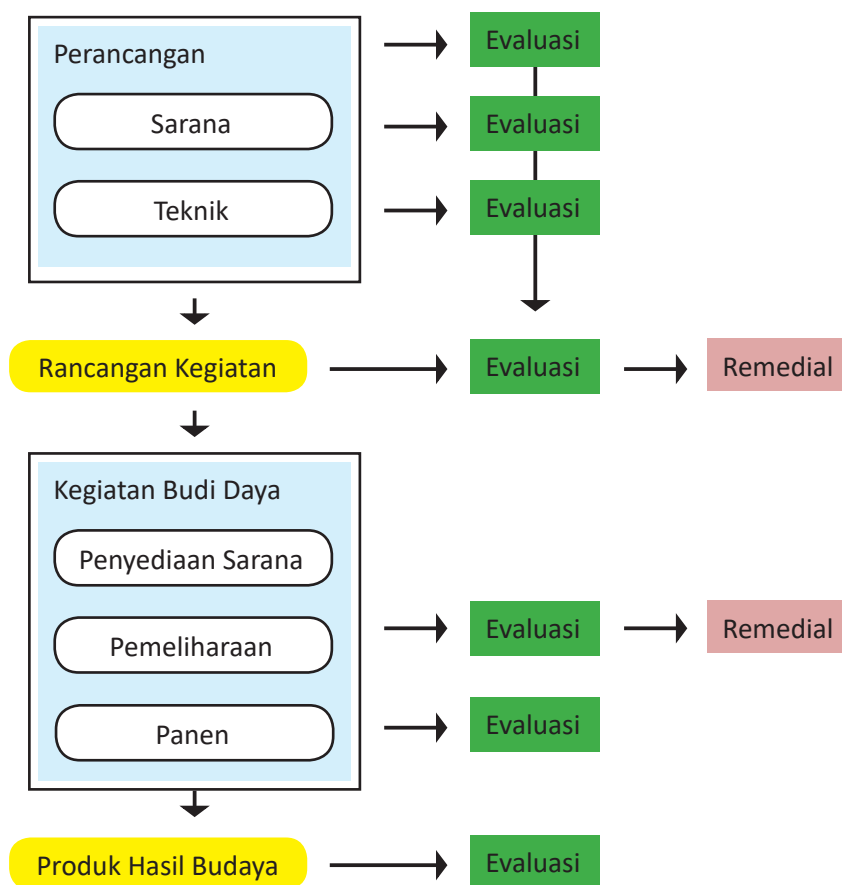 Perancangan
Evaluasi
Sarana
Evaluasi
Teknik
Evaluasi
Rancangan Kegiatan
Evaluasi
Remedial
Kegiatan Budi Daya
Penyediaan Sarana
Pemeliharaan
Evaluasi
Remedial
Panen
Evaluasi
Produk Hasil Budaya
Evaluasi